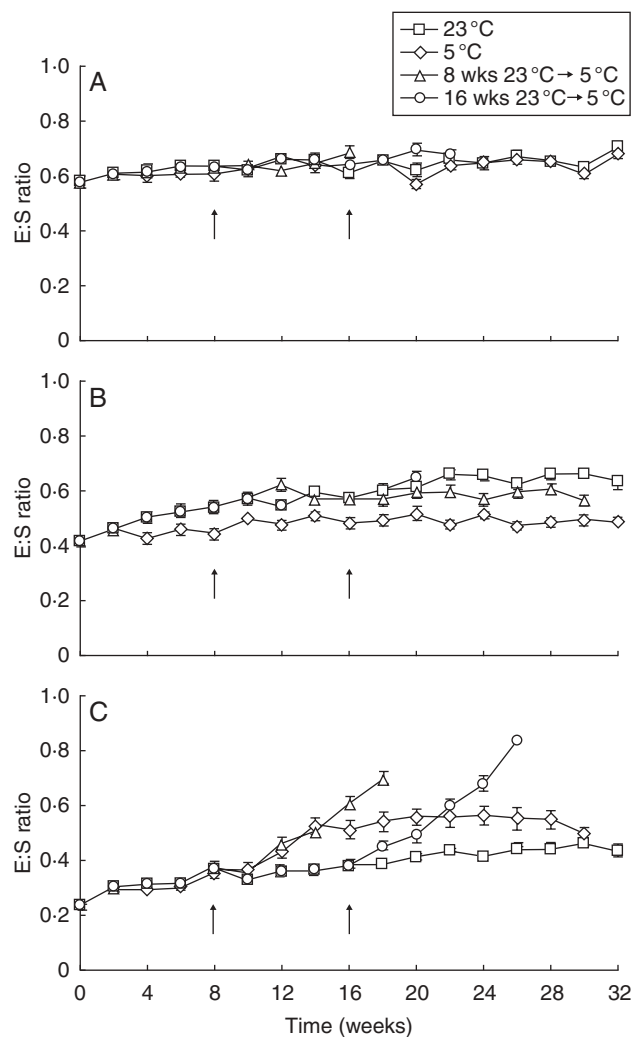 23 °C
5 °C
8 wks 23 °C → 5 °C
16 wks 23 °C → 5 °C
A
1·0
0·8
0·6
0·4
0·2
0
E:S ratio
B
1·0
0·8
0·6
0·4
0·2
0
E:S ratio
C
1·0
0·8
0·6
0·4
0·2
0
E:S ratio
0 4 8 12 16 20 24 28 32
Time (weeks)